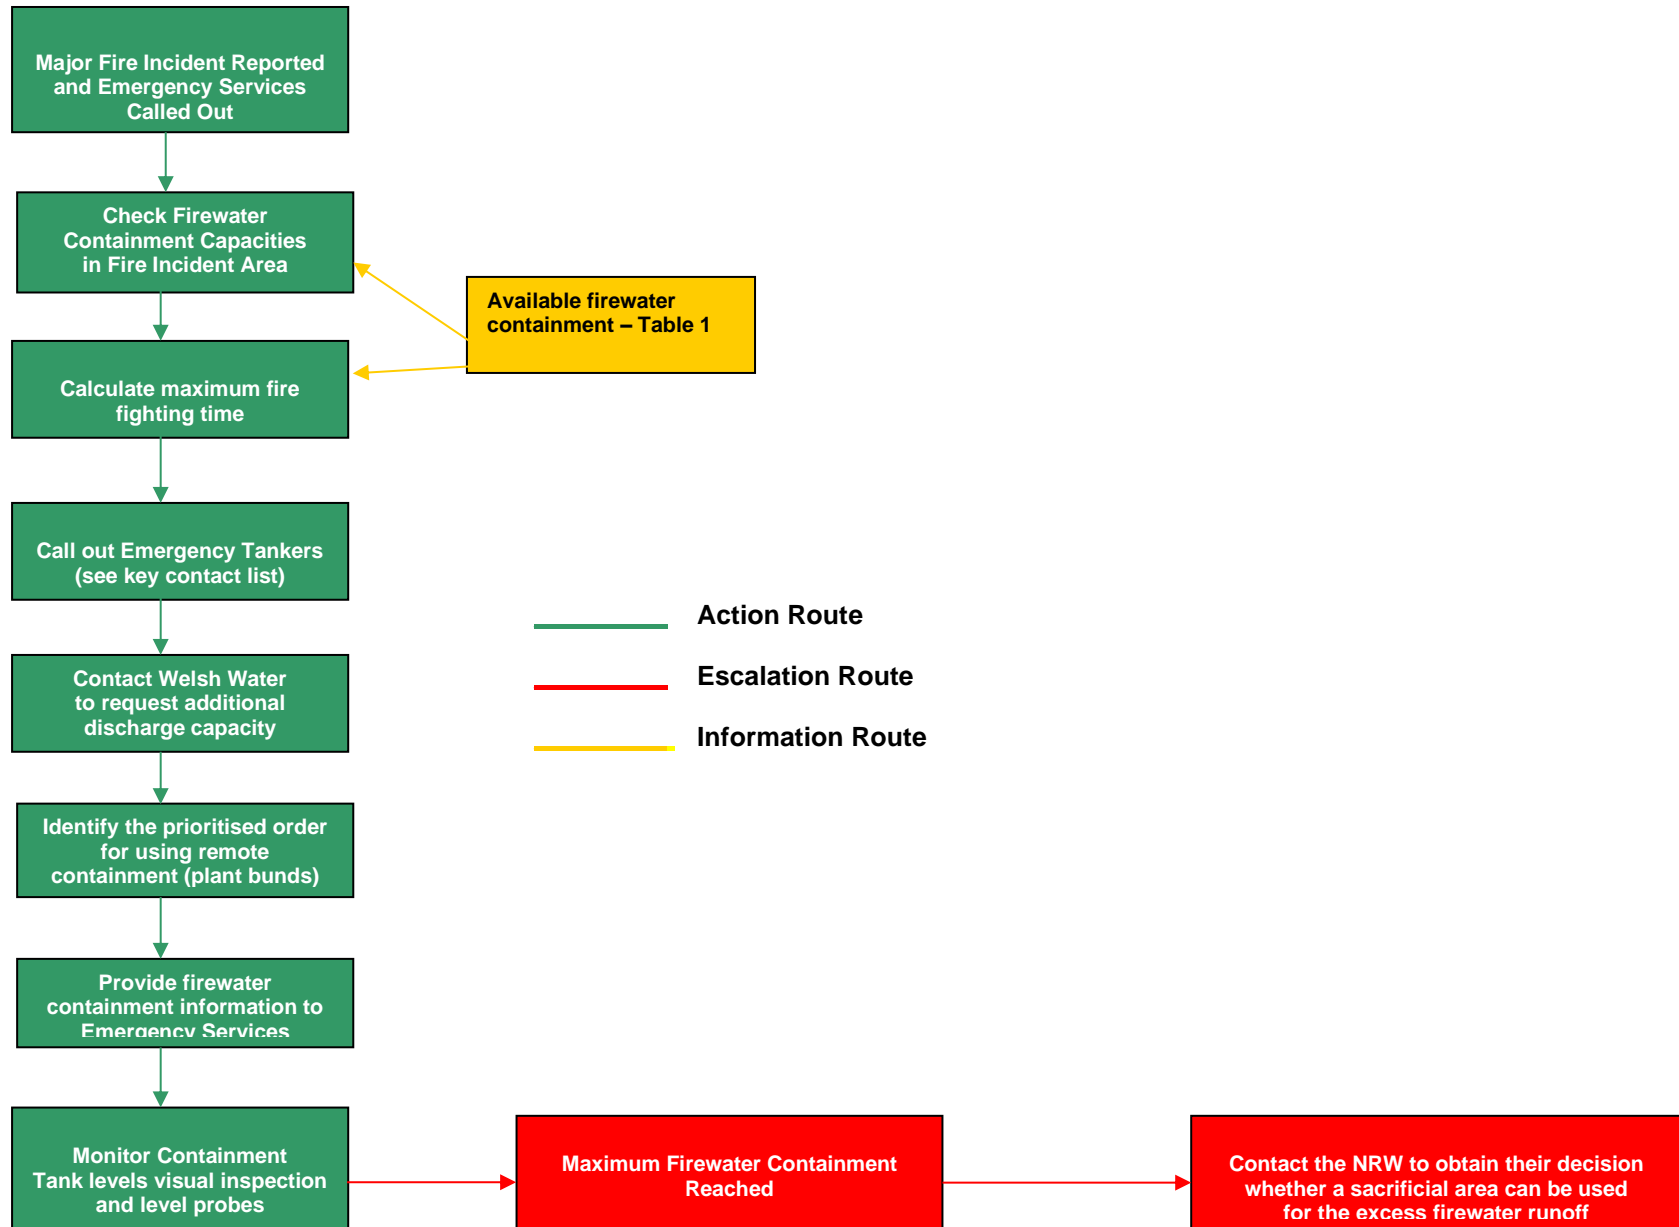 Major Fire Incident Reported
and Emergency Services
Called Out
Check Firewater
Containment Capacities
in Fire Incident Area
Available firewater
containment – Table 1
Calculate maximum fire
fighting time
Call out Emergency Tankers
(see key contact list)
Action Route
Contact Welsh Water
to request additional
discharge capacity
Escalation Route
Information Route
Identify the prioritised order
for using remote
containment (plant bunds)
Provide firewater
containment information to
Emergency Services
Monitor Containment
Tank levels visual inspection
and level probes
Maximum Firewater Containment
Reached
Contact the NRW to obtain their decision
whether a sacrificial area can be used
for the excess firewater runoff